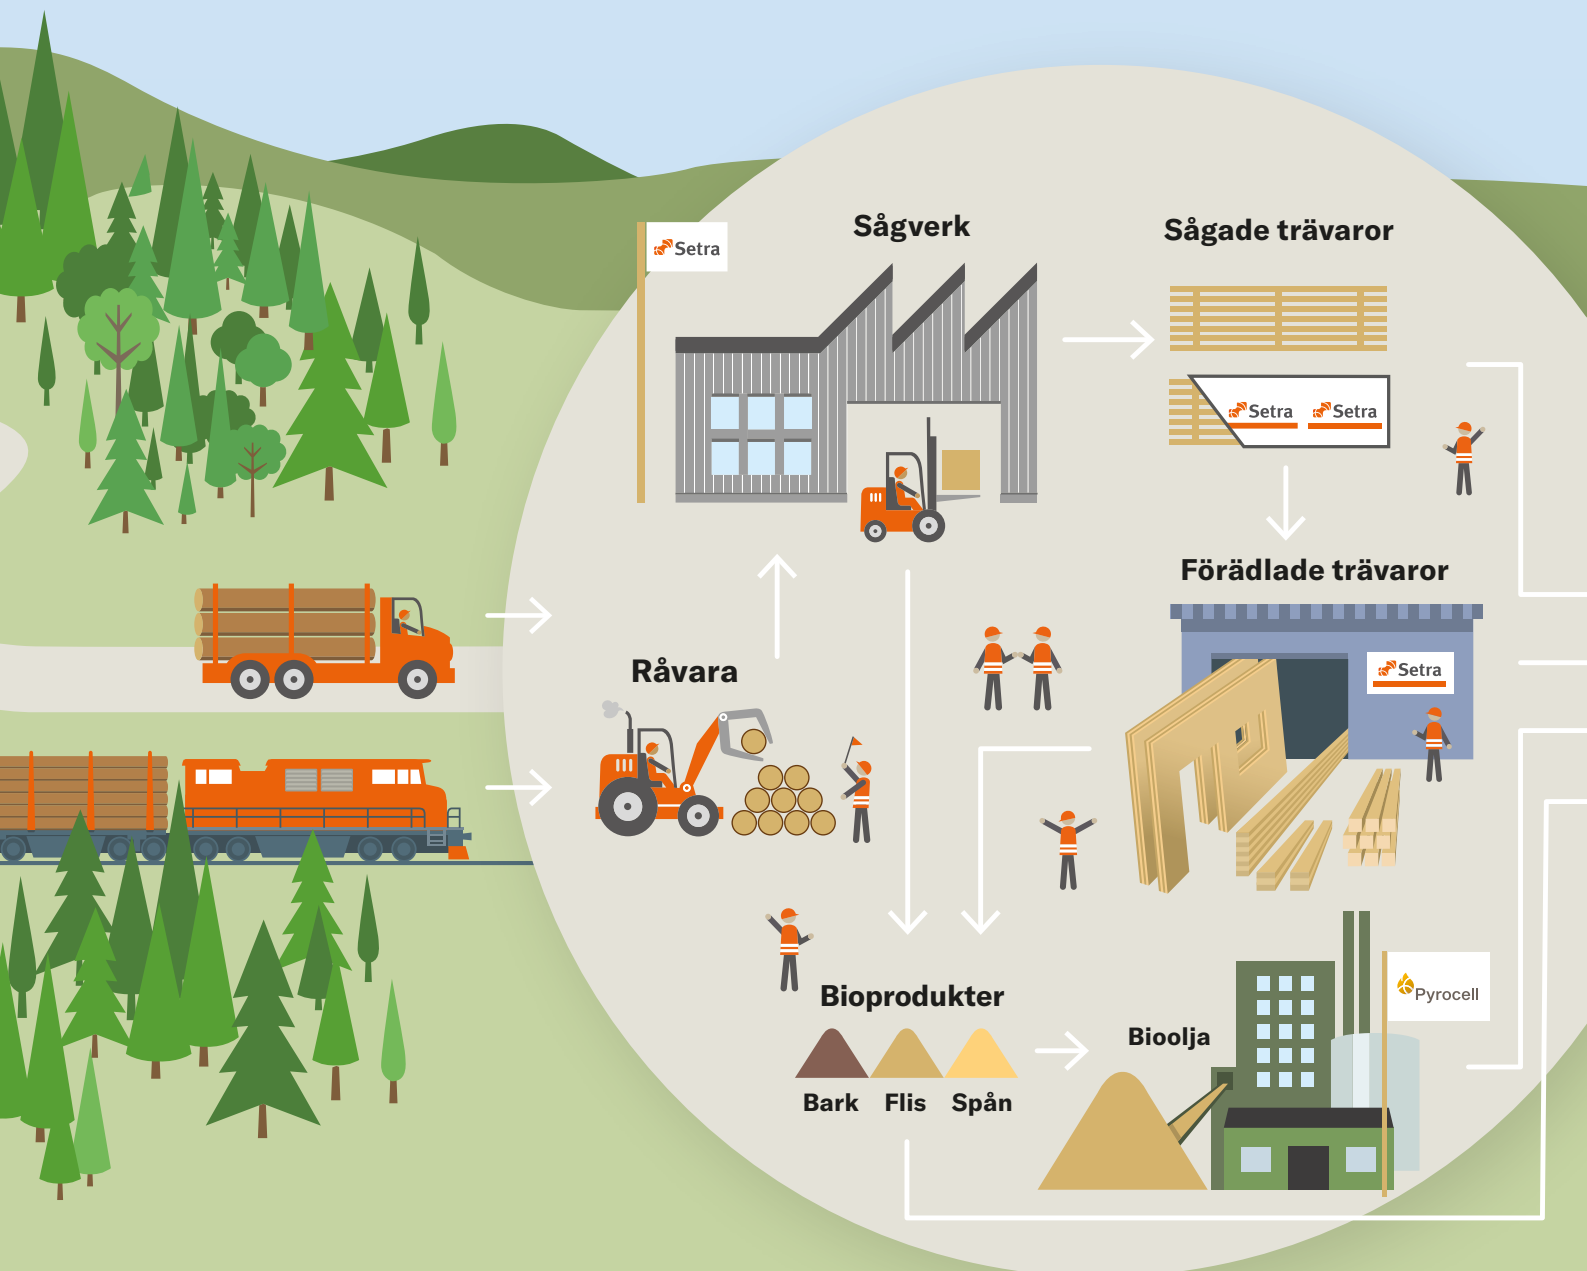 Setra
Sågverk
Sågade trävaror
Setra Setra
Förädlade trävaror
Setra
Råvara
Bioprodukter
Bark Flis Spån
Bioolja
Pyrocell